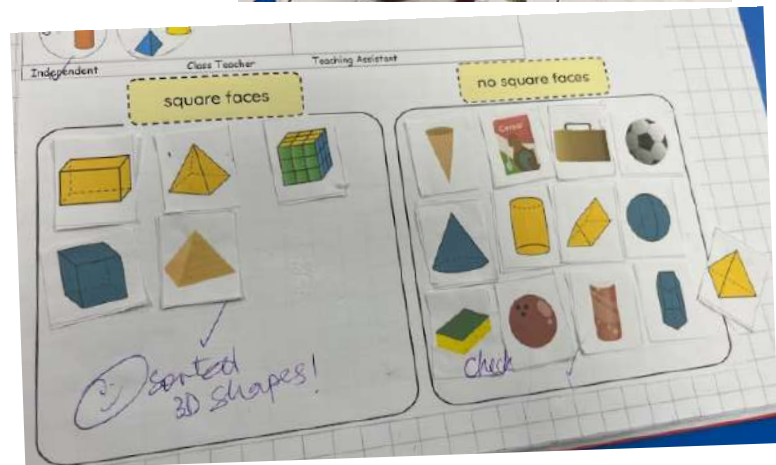 Independent
Class Teacher
Teaching Assistant
square faces
no square faces
Cereal
Check
sorted
3D shapes!